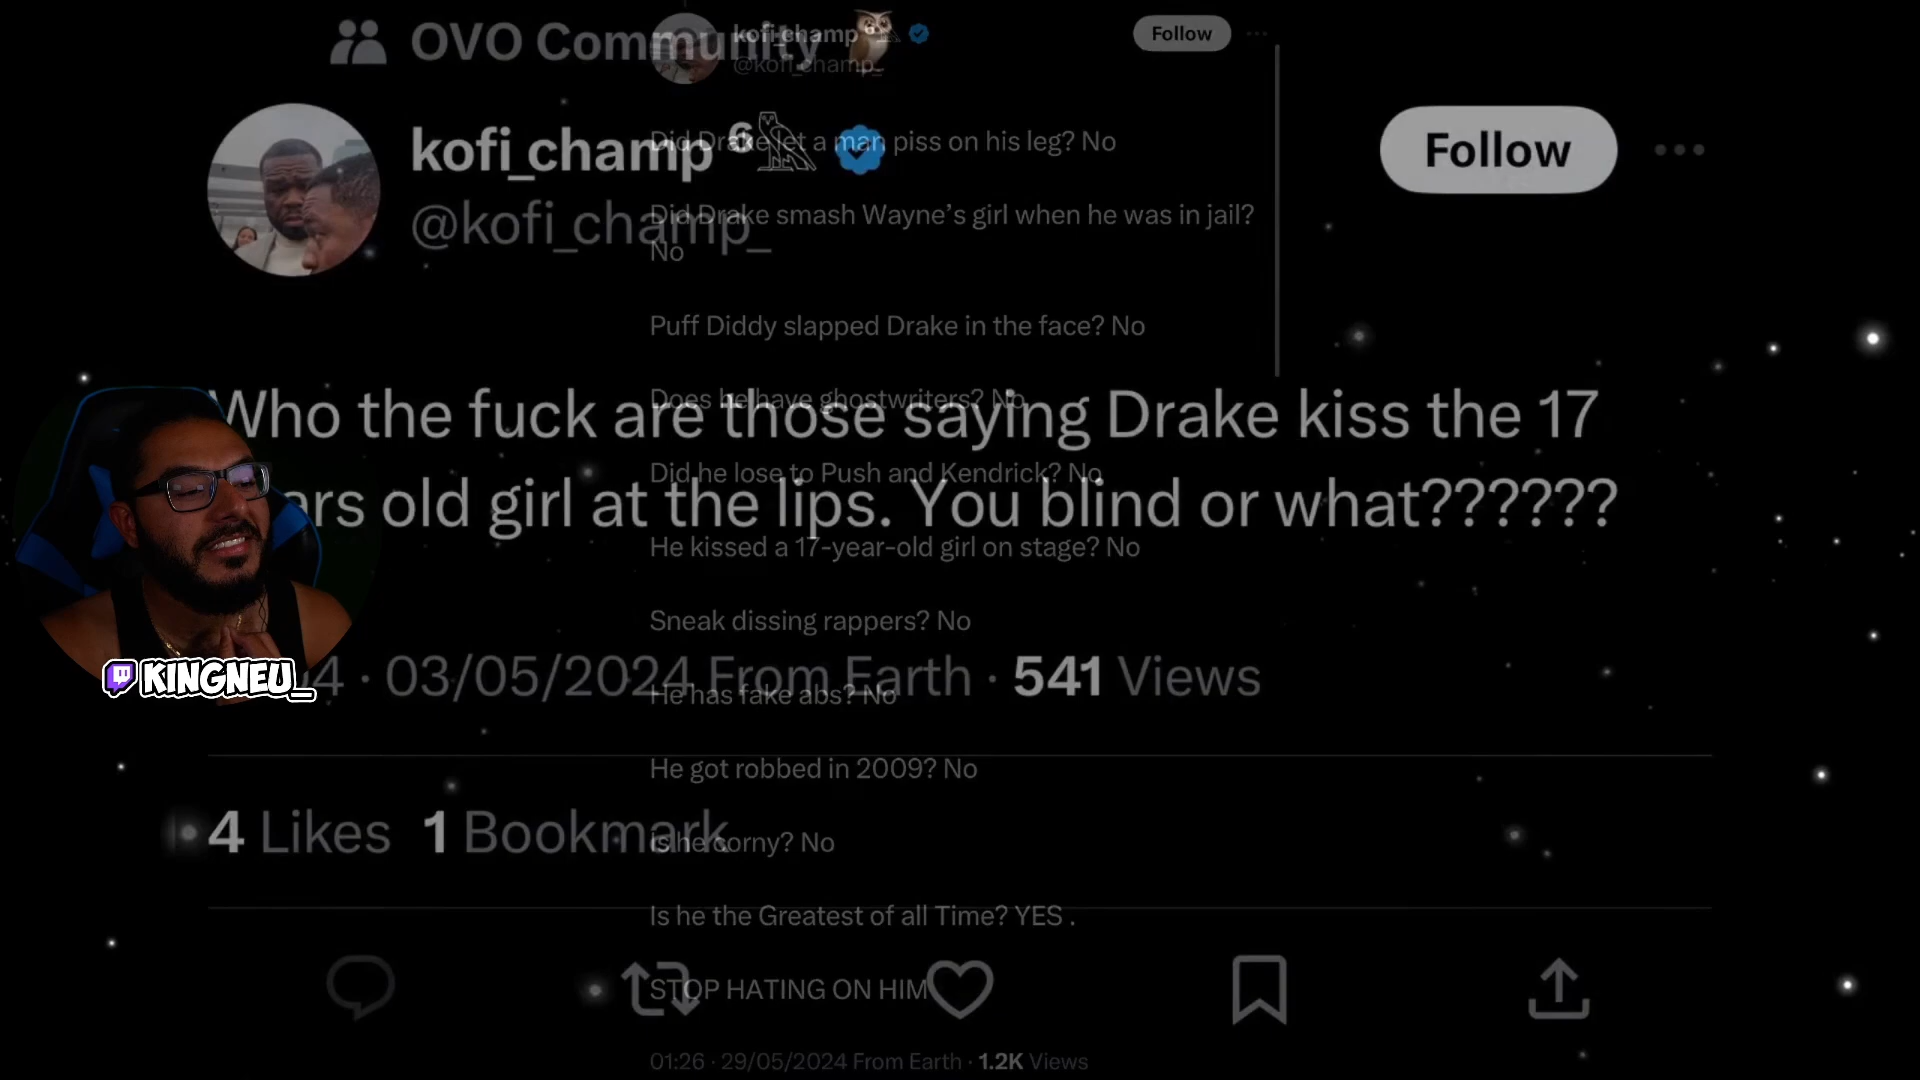 OVO Community
kofi_champ 6
@kofi_champ_
Follow
Who the fuck are those saying Drake kiss the 17
ars old girl at the lips. You blind or what??????
4 · 03/05/2024 From Earth · 541 Views
4 Likes 1 Bookmark
kofi_champ
@kofi_champ_
Follow
Did Drake let a man piss on his leg? No
Did Drake smash Wayne’s girl when he was in jail?
No
Puff Diddy slapped Drake in the face? No
Does he have ghostwriters? No
Did he lose to Push and Kendrick? No
He kissed a 17-year-old girl on stage? No
Sneak dissing rappers? No
He has fake abs? No
He got robbed in 2009? No
Is he corny? No
Is he the Greatest of all Time? YES .
STOP HATING ON HIM
01:26 · 29/05/2024 From Earth · 1.2K Views
KINGNEU_